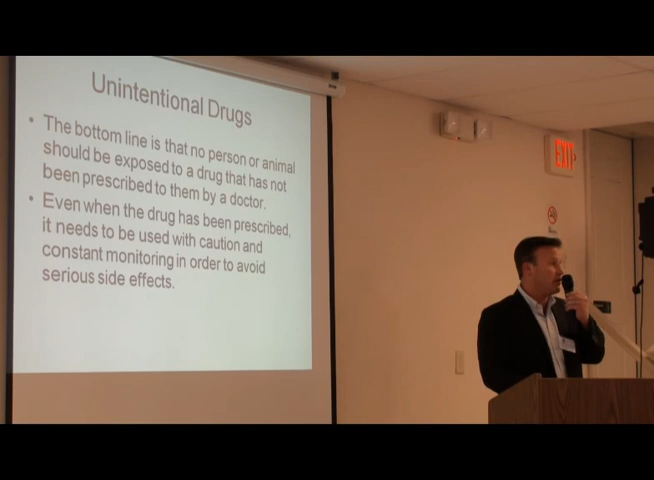 Unintentional Drugs
• The bottom line is that no person or animal
should be exposed to a drug that has not
been prescribed to them by a doctor.
• Even when the drug has been prescribed,
it needs to be used with caution and
constant monitoring in order to avoid
serious side effects.
EXIT